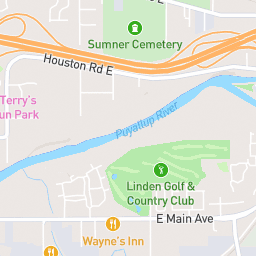 Sumner Cemetery
E
Houston Rd E
Terry's
un Park
Puyallup River
Linden Golf &
Country Club
E Main Ave
Wayne's Inn